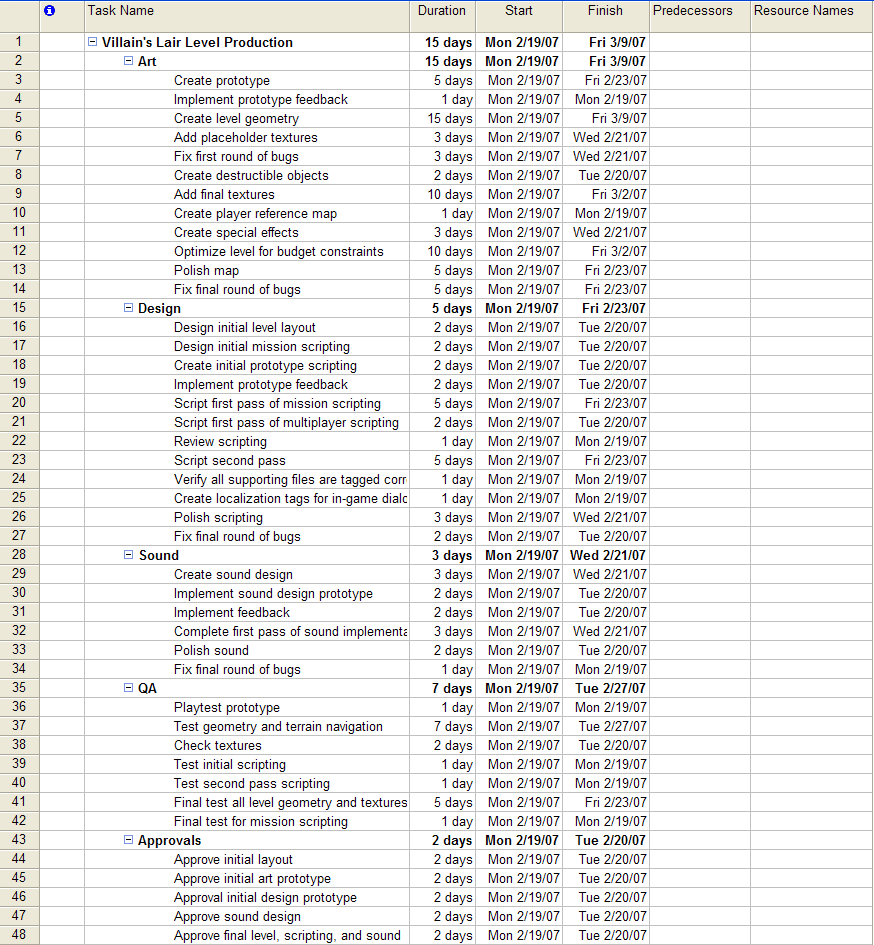 Task Name Duration Start Finish Predecessors Resource Names
1 Villain's Lair Level Production 15 days Mon 2/19/07 Fri 3/9/07
2 Art 15 days Mon 2/19/07 Fri 3/9/07
3 Create prototype 5 days Mon 2/19/07 Fri 2/23/07
4 Implement prototype feedback 1 day Mon 2/19/07 Mon 2/19/07
5 Create level geometry 15 days Mon 2/19/07 Fri 3/9/07
6 Add placeholder textures 3 days Mon 2/19/07 Wed 2/21/07
7 Fix first round of bugs 3 days Mon 2/19/07 Wed 2/21/07
8 Create destructible objects 2 days Mon 2/19/07 Tue 2/20/07
9 Add final textures 10 days Mon 2/19/07 Fri 3/2/07
10 Create player reference map 1 day Mon 2/19/07 Mon 2/19/07
11 Create special effects 3 days Mon 2/19/07 Wed 2/21/07
12 Optimize level for budget constraints 10 days Mon 2/19/07 Fri 3/2/07
13 Polish map 5 days Mon 2/19/07 Fri 2/23/07
14 Fix final round of bugs 5 days Mon 2/19/07 Fri 2/23/07
15 Design 5 days Mon 2/19/07 Fri 2/23/07
16 Design initial level layout 2 days Mon 2/19/07 Tue 2/20/07
17 Design initial mission scripting 2 days Mon 2/19/07 Tue 2/20/07
18 Create initial prototype scripting 2 days Mon 2/19/07 Tue 2/20/07
19 Implement prototype feedback 2 days Mon 2/19/07 Tue 2/20/07
20 Script first pass of mission scripting 5 days Mon 2/19/07 Fri 2/23/07
21 Script first pass of multiplayer scripting 2 days Mon 2/19/07 Tue 2/20/07
22 Review scripting 1 day Mon 2/19/07 Mon 2/19/07
23 Script second pass 5 days Mon 2/19/07 Fri 2/23/07
24 Verify all supporting files are tagged corr 1 day Mon 2/19/07 Mon 2/19/07
25 Create localization tags for in-game dialo 1 day Mon 2/19/07 Mon 2/19/07
26 Polish scripting 3 days Mon 2/19/07 Wed 2/21/07
27 Fix final round of bugs 2 days Mon 2/19/07 Tue 2/20/07
28 Sound 3 days Mon 2/19/07 Wed 2/21/07
29 Create sound design 3 days Mon 2/19/07 Wed 2/21/07
30 Implement sound design prototype 2 days Mon 2/19/07 Tue 2/20/07
31 Implement feedback 2 days Mon 2/19/07 Tue 2/20/07
32 Complete first pass of sound implementa 3 days Mon 2/19/07 Wed 2/21/07
33 Polish sound 2 days Mon 2/19/07 Tue 2/20/07
34 Fix final round of bugs 1 day Mon 2/19/07 Mon 2/19/07
35 QA 7 days Mon 2/19/07 Tue 2/27/07
36 Playtest prototype 1 day Mon 2/19/07 Mon 2/19/07
37 Test geometry and terrain navigation 7 days Mon 2/19/07 Tue 2/27/07
38 Check textures 2 days Mon 2/19/07 Tue 2/20/07
39 Test initial scripting 1 day Mon 2/19/07 Mon 2/19/07
40 Test second pass scripting 1 day Mon 2/19/07 Mon 2/19/07
41 Final test all level geometry and textures 5 days Mon 2/19/07 Fri 2/23/07
42 Final test for mission scripting 1 day Mon 2/19/07 Mon 2/19/07
43 Approvals 2 days Mon 2/19/07 Tue 2/20/07
44 Approve initial layout 2 days Mon 2/19/07 Tue 2/20/07
45 Approve initial art prototype 2 days Mon 2/19/07 Tue 2/20/07
46 Approval initial design prototype 2 days Mon 2/19/07 Tue 2/20/07
47 Approve sound design 2 days Mon 2/19/07 Tue 2/20/07
48 Approve final level, scripting, and sound 2 days Mon 2/19/07 Tue 2/20/07